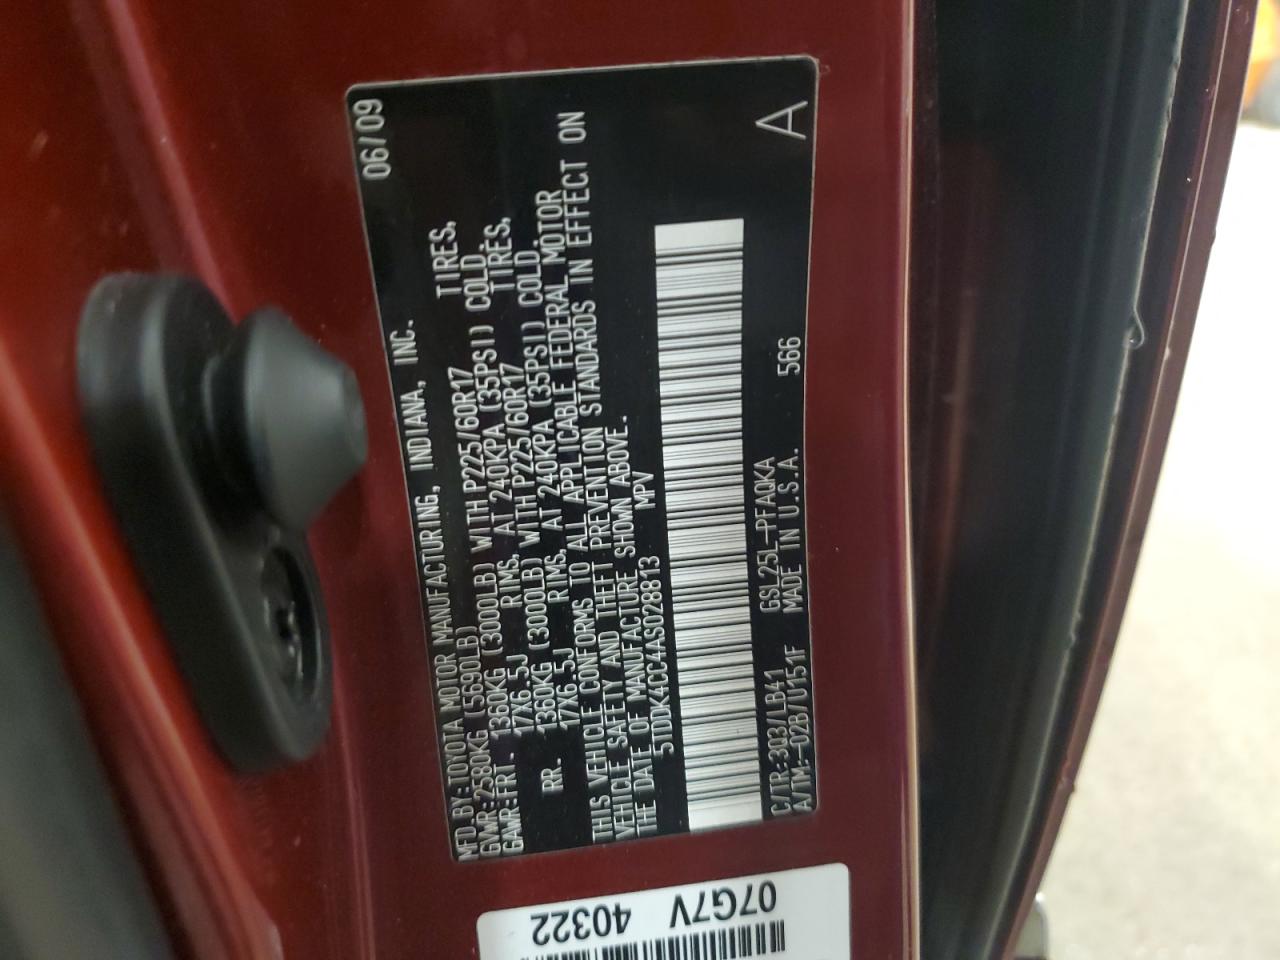 MFD.BY:TOYOTA MOTOR MANUFACTURING, INDIANA, INC. 06/09
GVWR:2580KG (5690LB)
GAWR:FRT. 1360KG (3000LB) WITH P225/60R17 TIRES,
17X6.5J RIMS, AT 240KPA (35PSI) COLD.
RR. 1360KG (3000LB) WITH P225/60R17 TIRES,
17X6.5J RIMS, AT 240KPA (35PSI) COLD.
THIS VEHICLE CONFORMS TO ALL APPLICABLE FEDERAL MOTOR
VEHICLE SAFETY AND THEFT PREVENTION STANDARDS IN EFFECT ON
THE DATE OF MANUFACTURE SHOWN ABOVE.
5TDDK4CC4AS028813 MPV
C/TR:3Q3/LB41 GSL25L-PFAQKA A
A/TM:-02B/U151F MADE IN U.S.A. 566
07G7V
40322